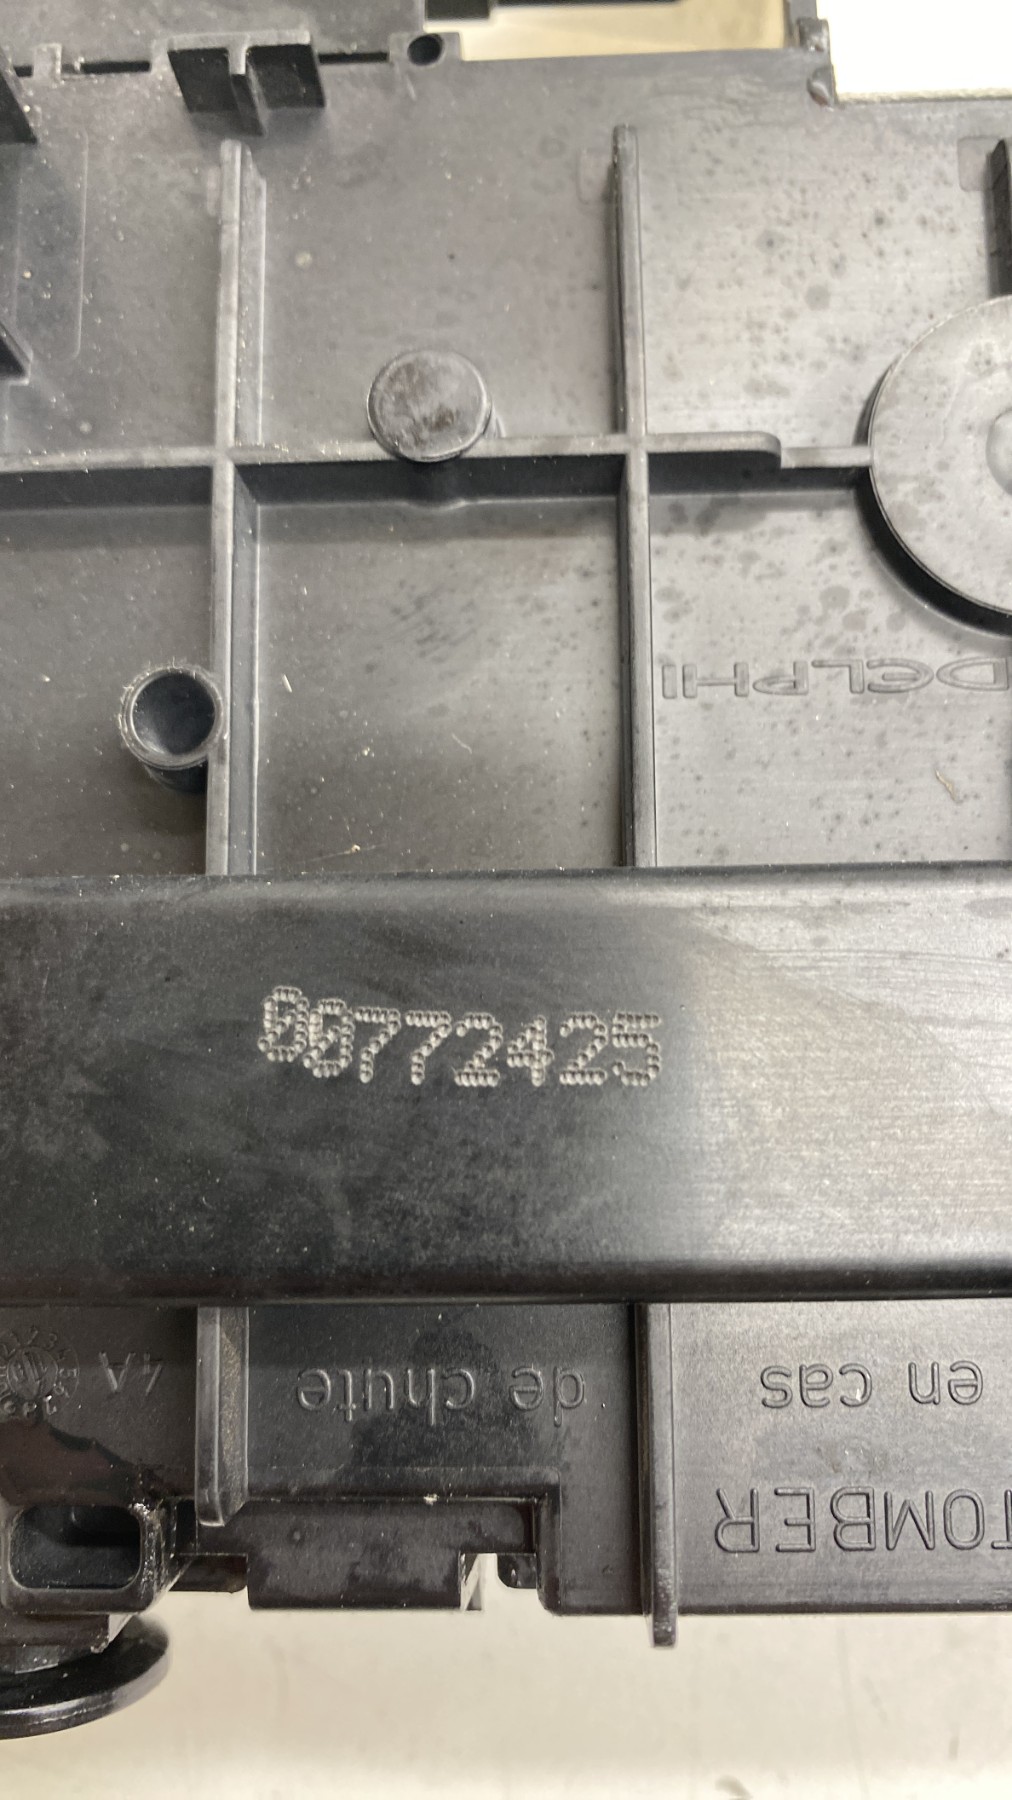 DELPHI
00772425
TOMBER
en cas
de chute
4A